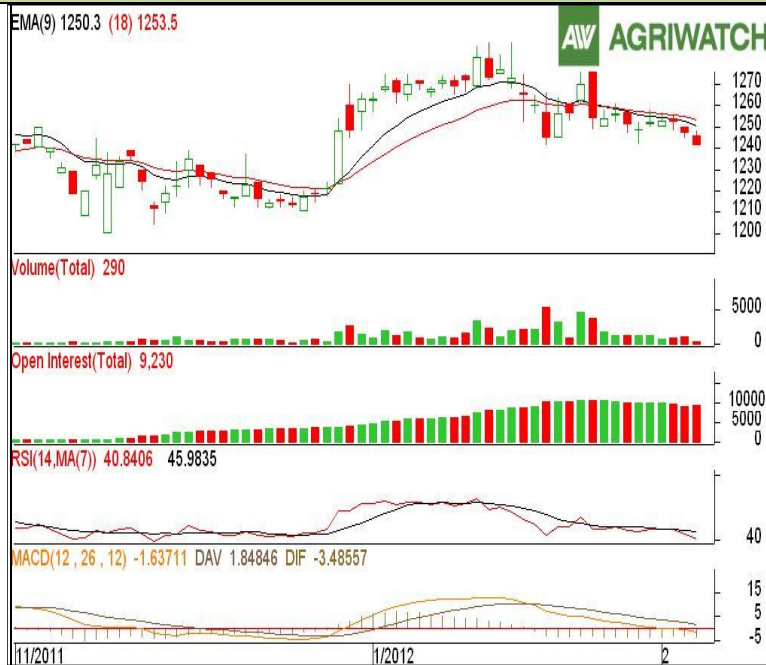 EMA(9) 1250.3 (18) 1253.5
AW AGRIWATCH
1270
1260
1250
1240
1230
1220
1210
1200
Volume(Total) 290
5000
0
Open Interest(Total) 9,230
10000
5000
0
RSI(14,MA(7)) 40.8406 45.9835
40
MACD(12 , 26 , 12) -1.63711 DAV 1.84846 DIF -3.48557
15
5
-5
11/2011 1/2012 2